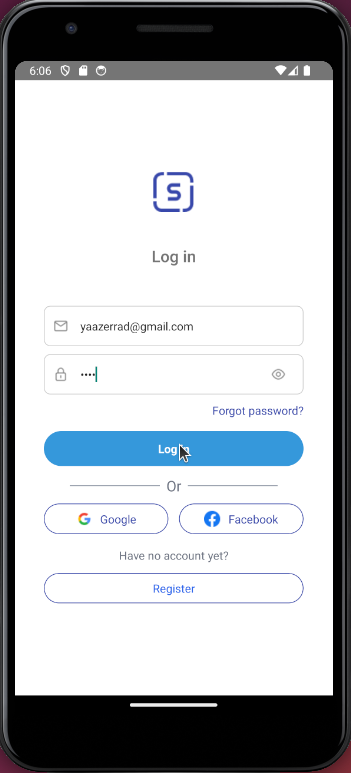 6:06
S
Log in
yaazerrad@gmail.com
••••
Forgot password?
Log in
Or
Google
Facebook
Have no account yet?
Register